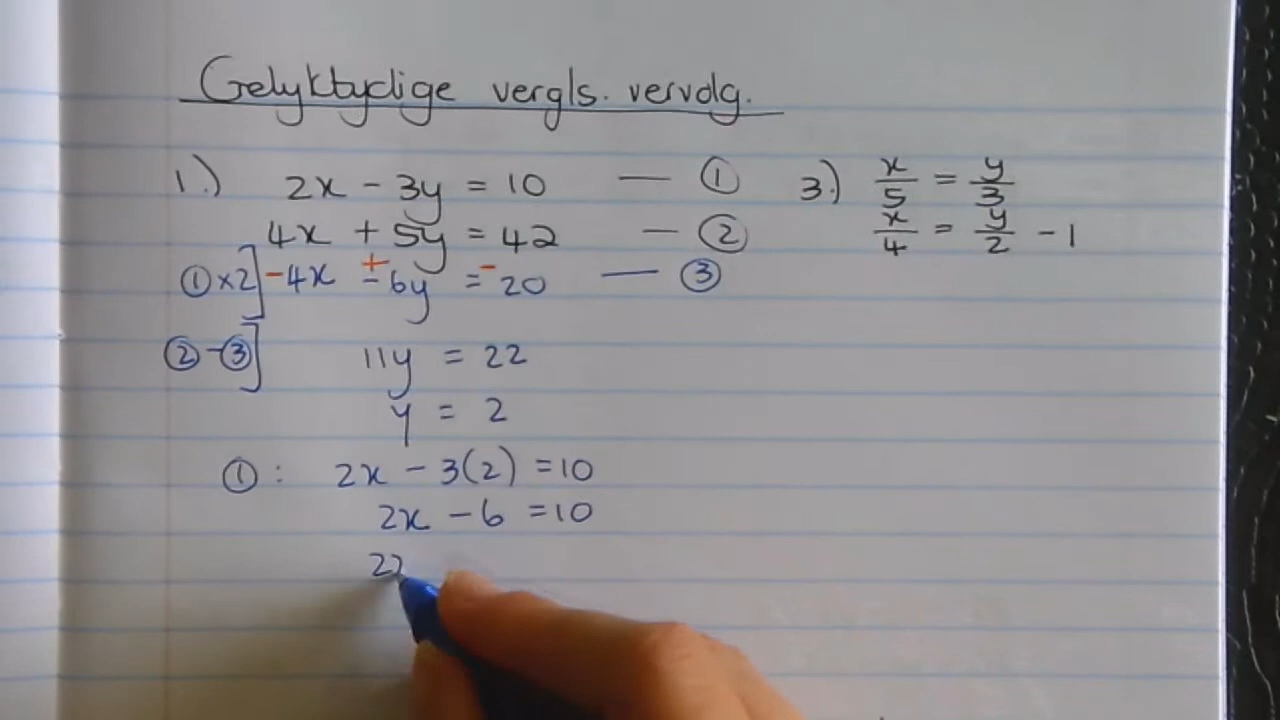 Gelyktydige vergls. vervolg.
1.) 2x - 3y = 10 — ①
4x + 5y = 42 — ②
①×2] -4x +-6y = -20 — ③
②-③] 11y = 22
y = 2
①: 2x - 3(2) = 10
2x - 6 = 10
2
3.) x/5 = y/3
x/4 = y/2 - 1